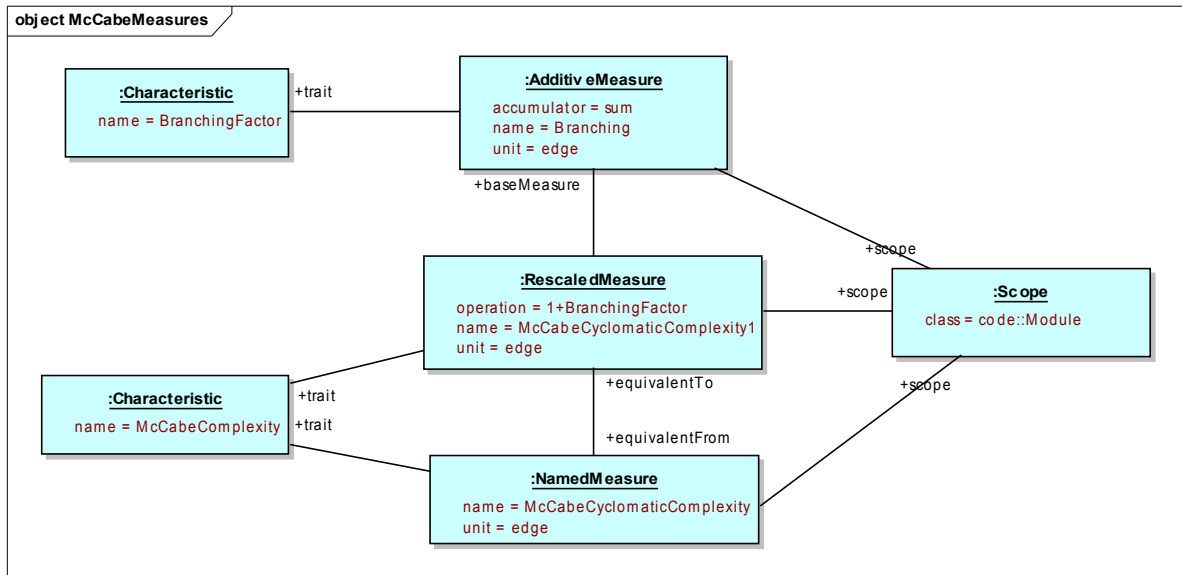 object McCabeMeasures
:Characteristic
name = BranchingFactor
+trait
:AdditiveMeasure
accumulator = sum
name = Branching
unit = edge
+baseMeasure
+scope
:RescaledMeasure
operation = 1+BranchingFactor
name = McCabeCyclomaticComplexity1
unit = edge
+scope
:Scope
class = code::Module
+scope
+equivalentTo
:Characteristic
name = McCabeComplexity
+trait
+trait
+equivalentFrom
:NamedMeasure
name = McCabeCyclomaticComplexity
unit = edge